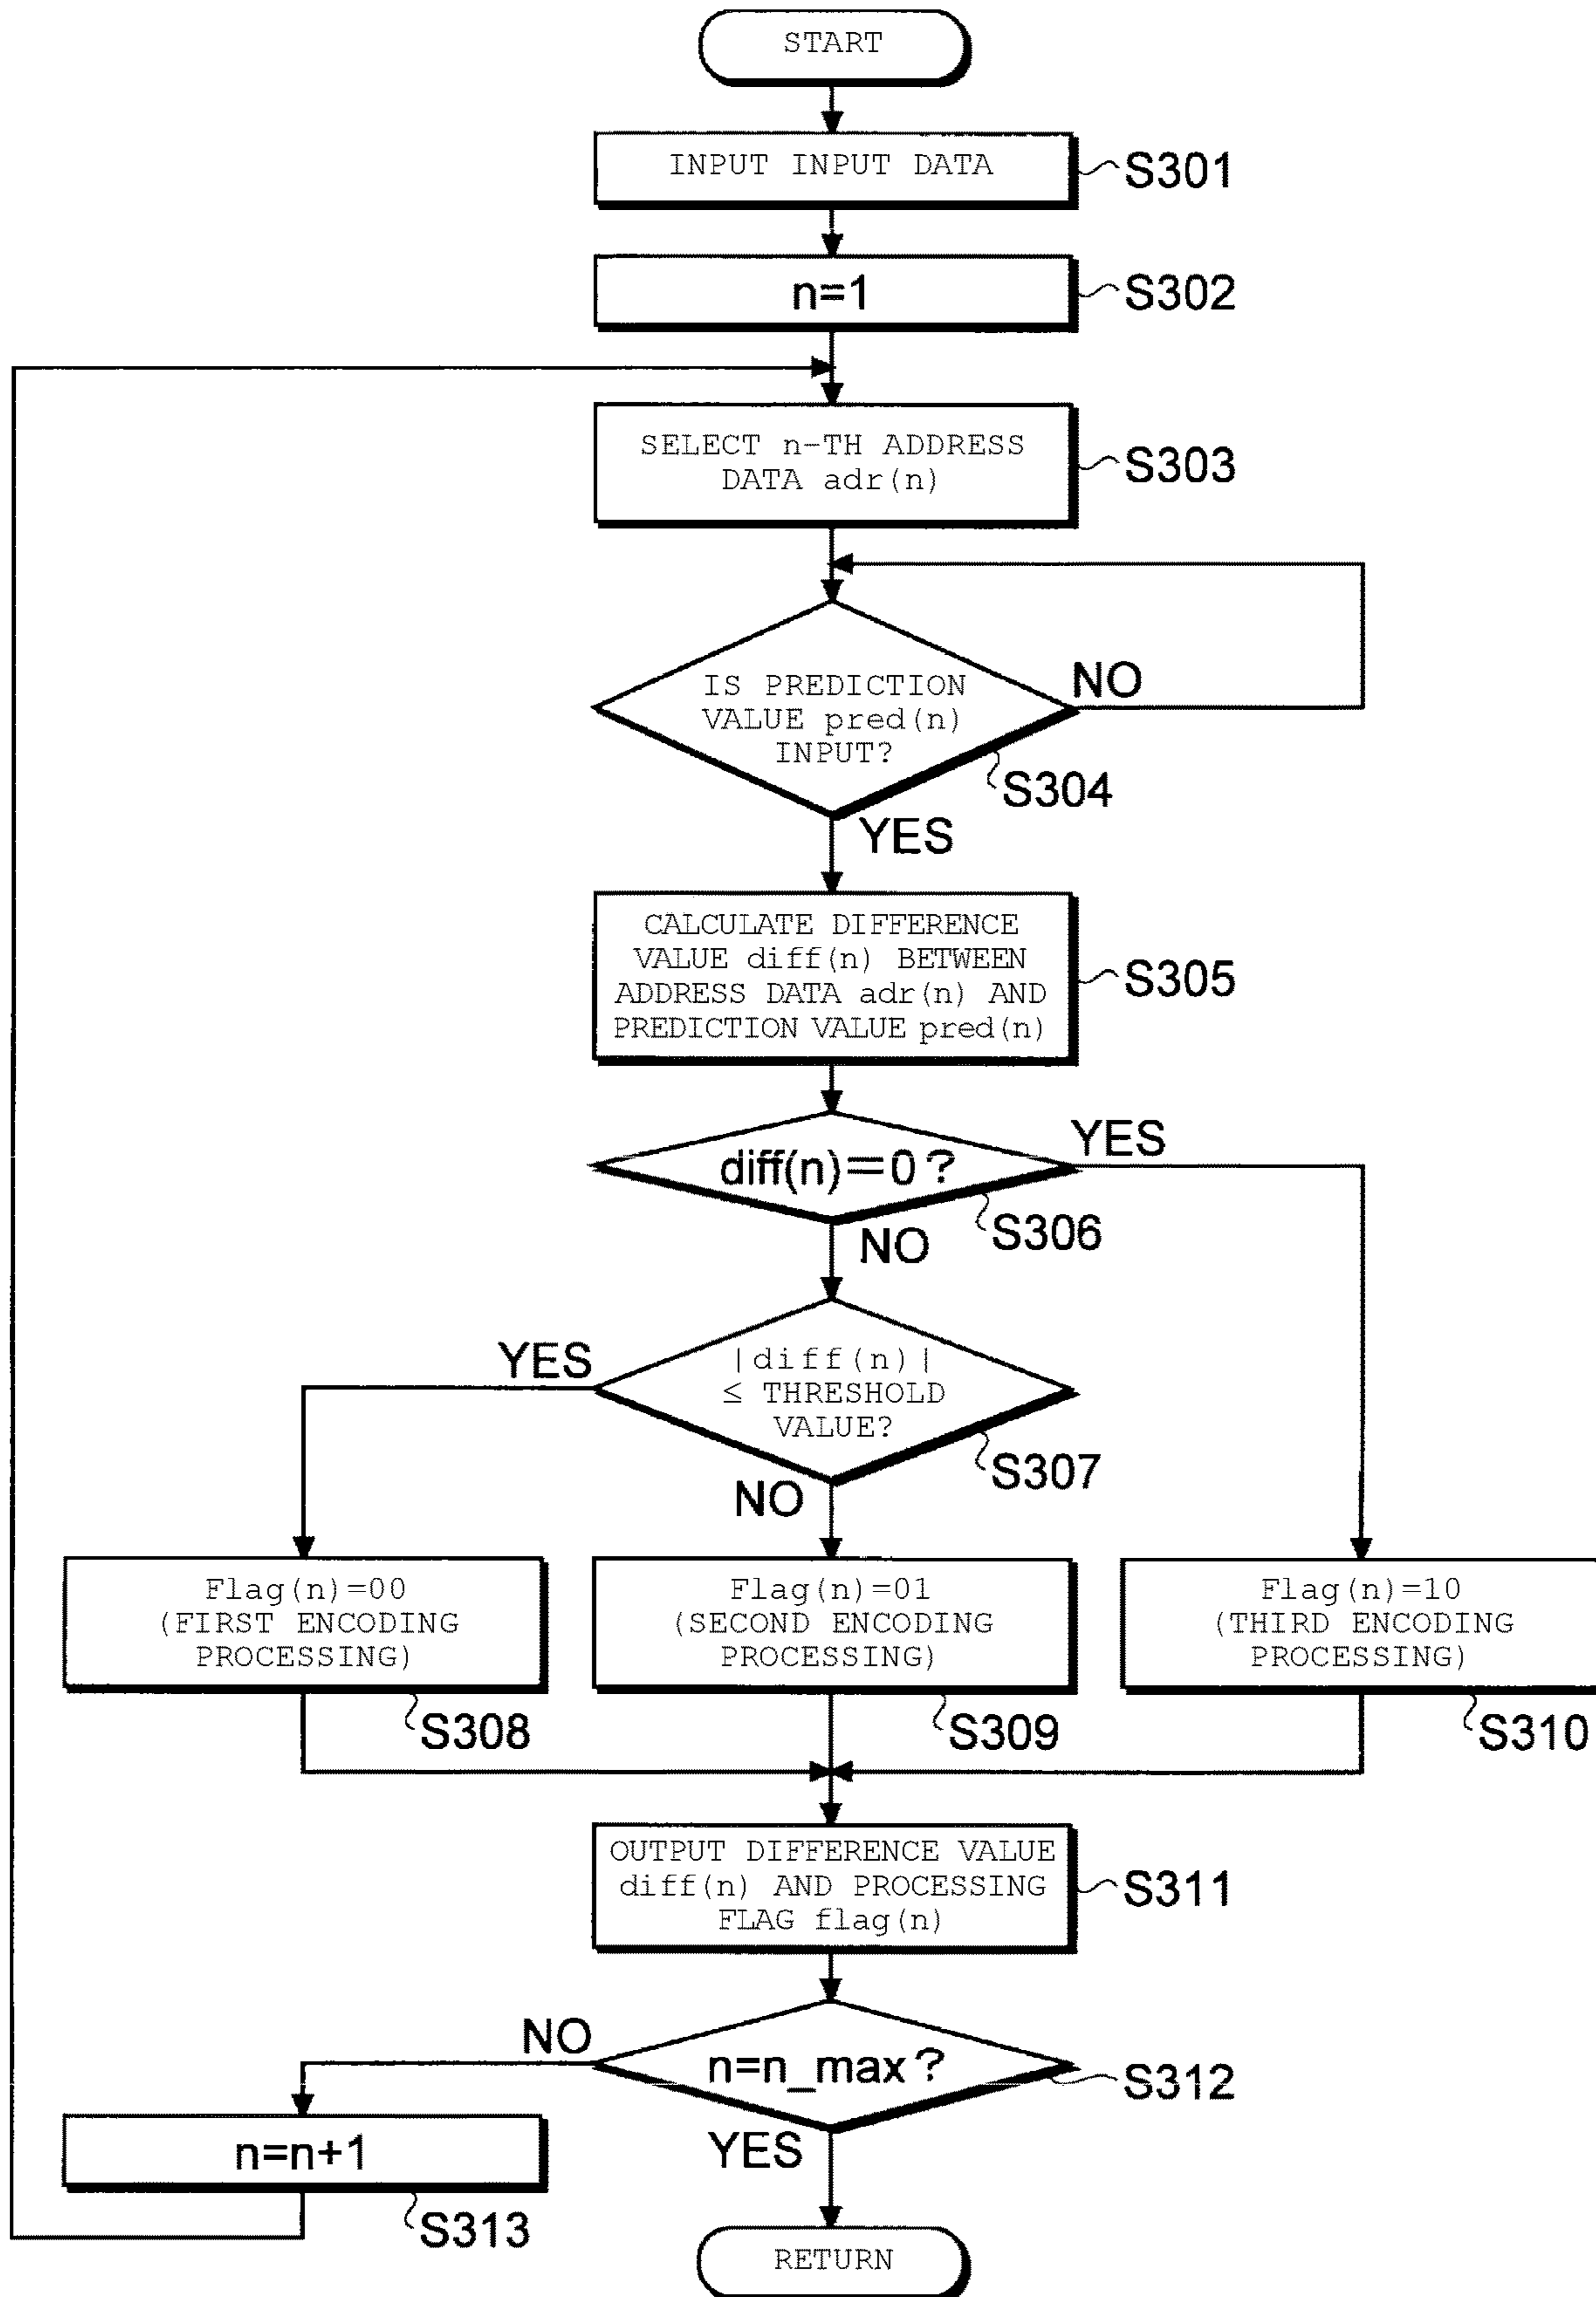 START
INPUT INPUT DATA
S301
n=1
S302
SELECT n-TH ADDRESS
DATA adr(n)
S303
IS PREDICTION
VALUE pred(n)
INPUT?
NO
S304
YES
CALCULATE DIFFERENCE
VALUE diff(n) BETWEEN
ADDRESS DATA adr(n) AND
PREDICTION VALUE pred(n)
S305
diff(n)=0?
YES
S306
NO
|diff(n)|
≤ THRESHOLD
VALUE?
YES
S307
NO
Flag(n)=00
(FIRST ENCODING
PROCESSING)
S308
Flag(n)=01
(SECOND ENCODING
PROCESSING)
S309
Flag(n)=10
(THIRD ENCODING
PROCESSING)
S310
OUTPUT DIFFERENCE VALUE
diff(n) AND PROCESSING
FLAG flag(n)
S311
n=n_max?
NO
S312
YES
n=n+1
S313
RETURN